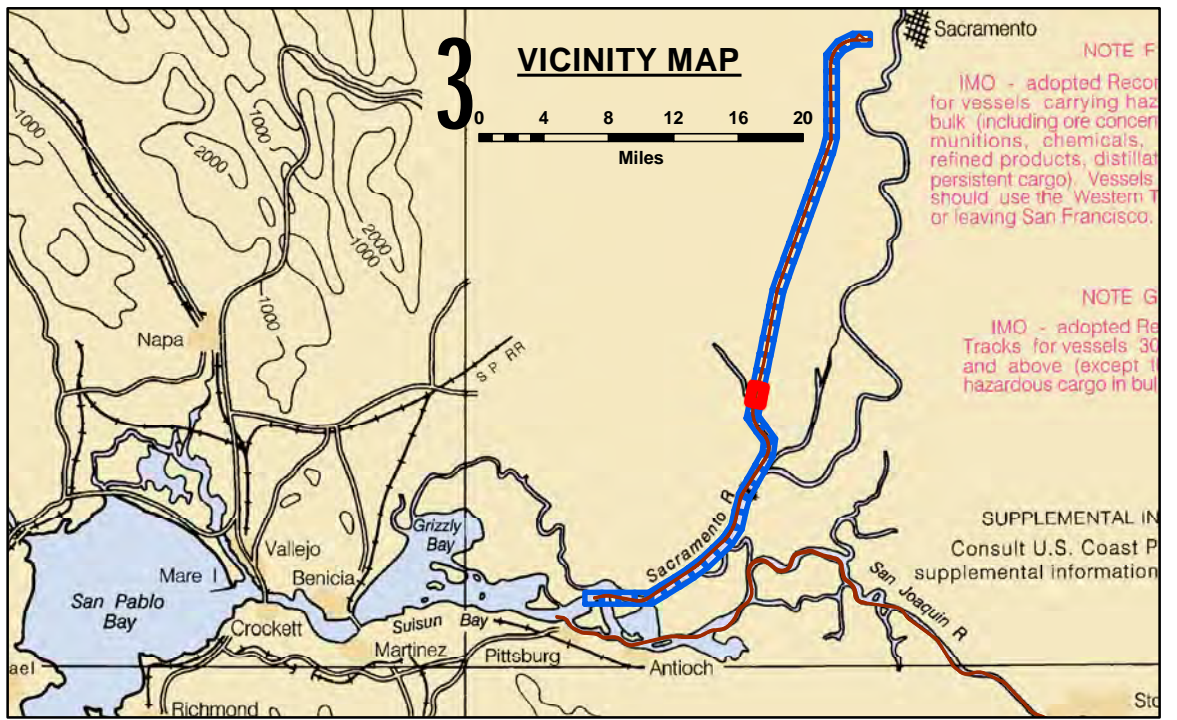 3
VICINITY MAP
0 4 8 12 16 20
Miles
Sacramento
NOTE F
IMO - adopted Recor
for vessels carrying haz
bulk (including ore concen
munitions, chemicals,
refined products, distillat
persistent cargo). Vessels
should use the Western T
or leaving San Francisco.
NOTE G
IMO - adopted Re
Tracks for vessels 30
and above (except t
hazardous cargo in bul
1000
2000
1000
2000
1000
1000
Napa
S P RR
Grizzly
Bay
Sacramento R
SUPPLEMENTAL IN
Consult U.S. Coast P
supplemental information
Vallejo
Mare I
Benicia
San Pablo
Bay
Crockett
Suisun Bay
Martinez
Pittsburg
Antioch
San Joaquin R
ael
Richmond
Sto